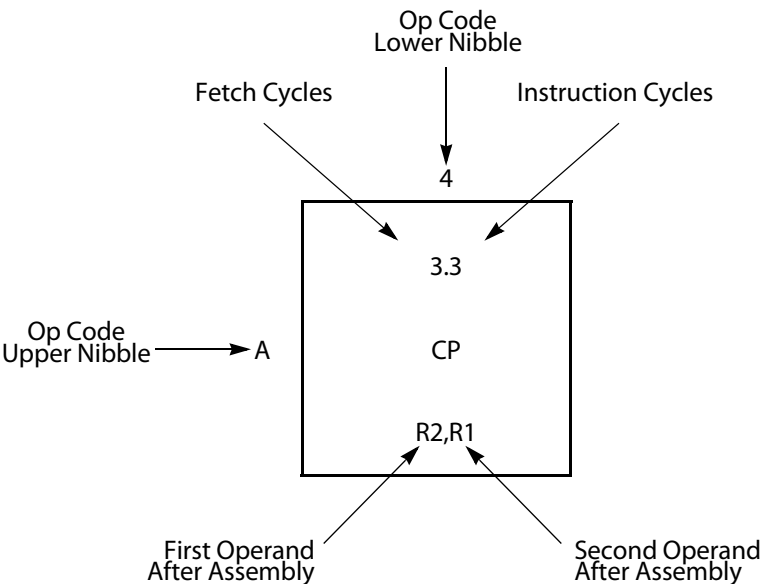 Op Code
Lower Nibble
Fetch Cycles
Instruction Cycles
4
3.3
Op Code
Upper Nibble
A
CP
R2,R1
First Operand
After Assembly
Second Operand
After Assembly